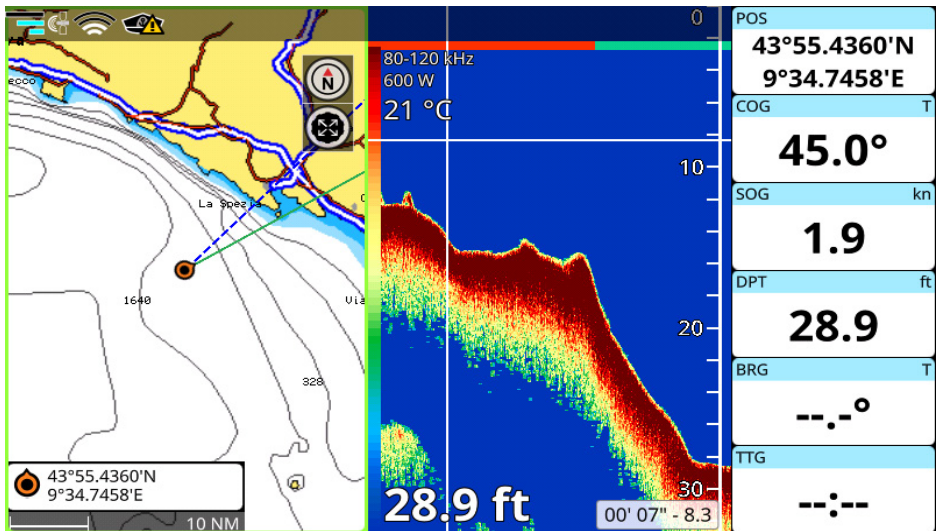 ecco
La Spezia
1640
Via
328
43°55.4360'N
9°34.7458'E
10 NM
N
0
80-120 kHz
600 W
21 °C
10
20
30
28.9 ft
00' 07" - 8.3
POS
43°55.4360'N
9°34.7458'E
COG T
45.0°
SOG kn
1.9
DPT ft
28.9
BRG T
--.-°
TTG
--:--